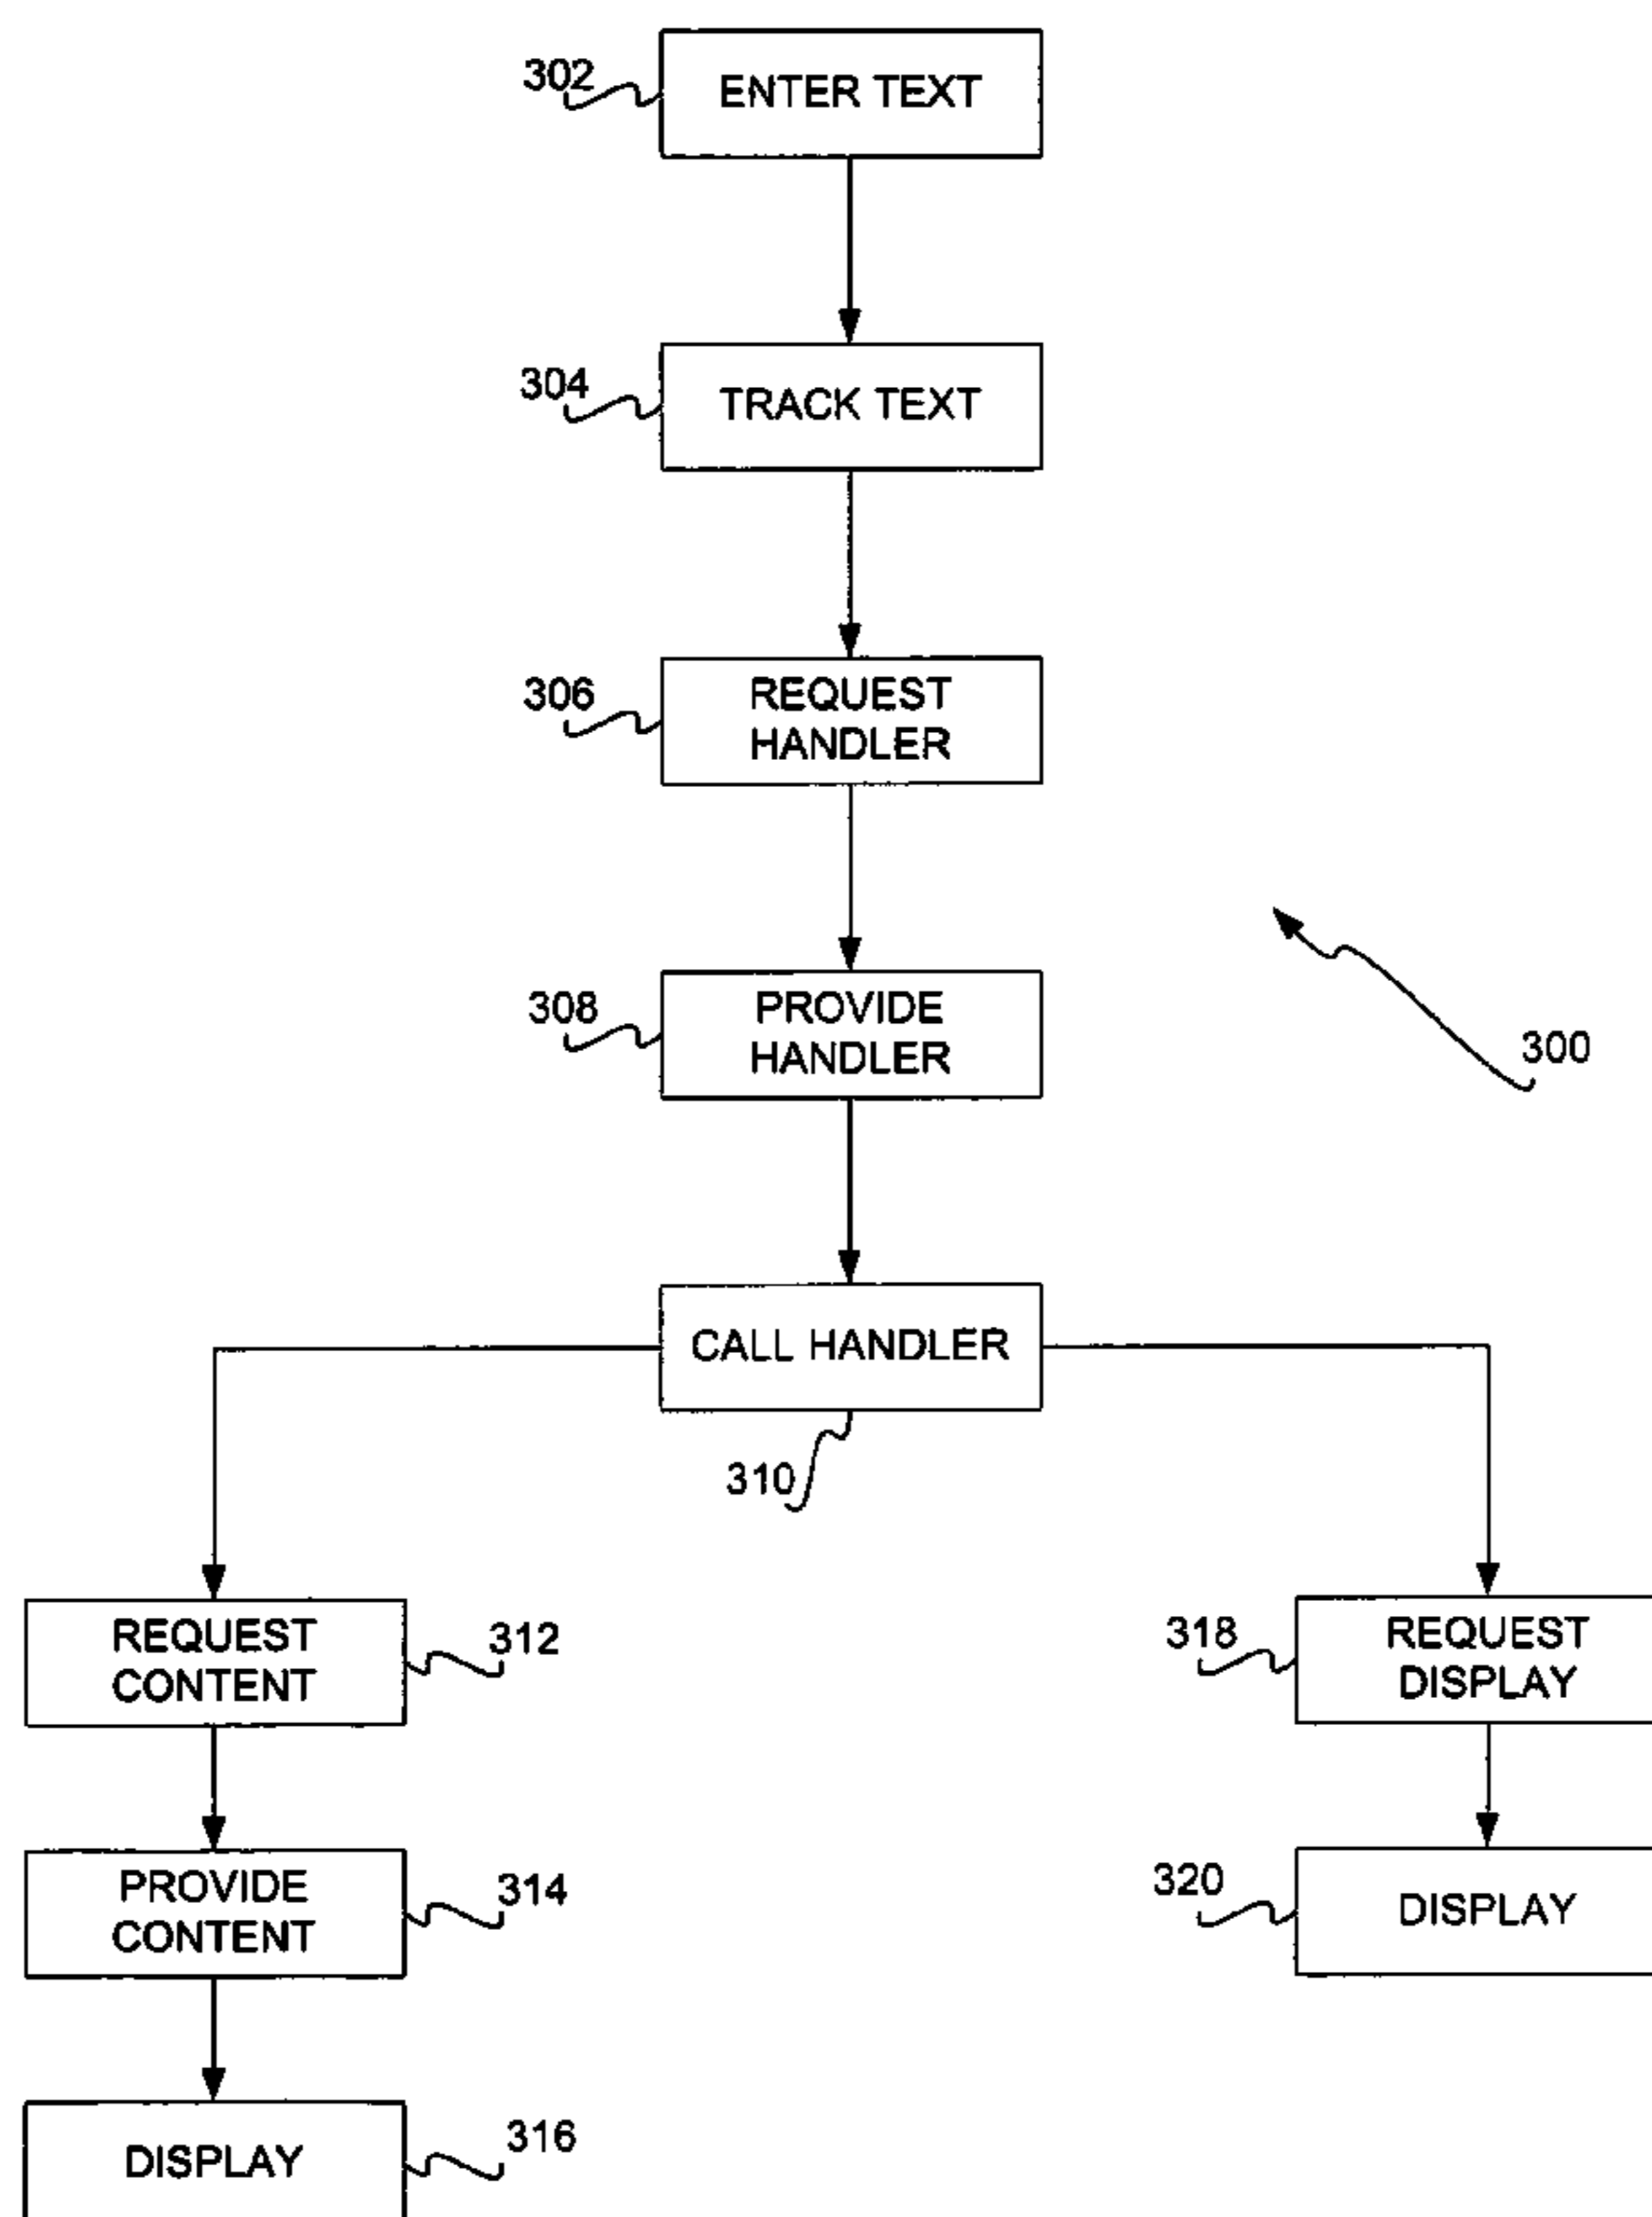 302
ENTER TEXT
304
TRACK TEXT
306
REQUEST
HANDLER
308
PROVIDE
HANDLER
300
CALL HANDLER
310
REQUEST
CONTENT
312
318
REQUEST
DISPLAY
PROVIDE
CONTENT
314
320
DISPLAY
DISPLAY
316